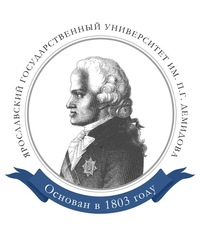 ЯРОСЛАВСКИЙ ГОСУДАРСТВЕННЫЙ УНИВЕРСИТЕТ ИМ. П.Г. ДЕМИДОВА
Основан в 1803 году